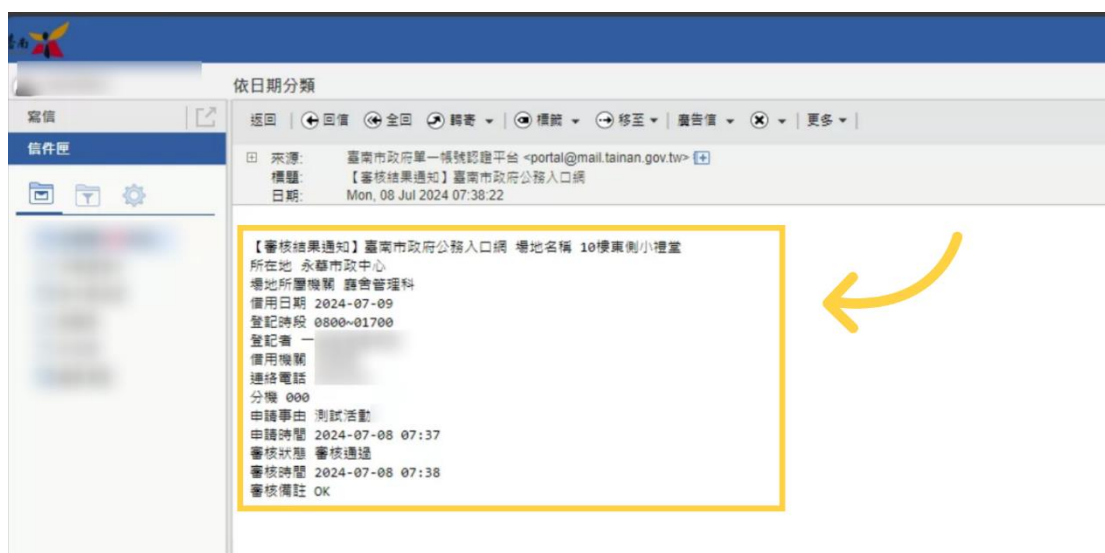 臺南
依日期分類
寫信
返回 | 回信 全回 轉寄 | 標籤 移至 | 廣告信 | 更多 |
信件匣
來源: 臺南市政府單一帳號認證平台 <portal@mail.tainan.gov.tw>
標題: 【審核結果通知】臺南市政府公務入口網
日期: Mon, 08 Jul 2024 07:38:22
【審核結果通知】臺南市政府公務入口網 場地名稱 10樓東側小禮堂
所在地 永華市政中心
場地所屬機關 廳舍管理科
借用日期 2024-07-09
登記時段 0800~01700
登記者 一
借用機關
連絡電話
分機 000
申請事由 測試活動
申請時間 2024-07-08 07:37
審核狀態 審核通過
審核時間 2024-07-08 07:38
審核備註 OK